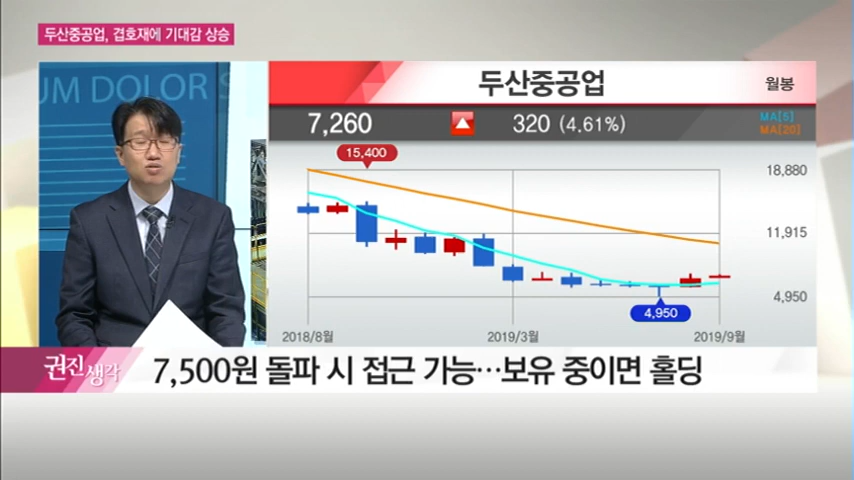 두산중공업, 겹호재에 기대감 상승
UM DOLOR S
두산중공업
월봉
7,260
320 (4.61%)
MA[5]
MA[20]
15,400
18,880
11,915
4,950
4,950
2018/8월
2019/3월
2019/9월
권진생각
7,500원 돌파 시 접근 가능…보유 중이면 홀딩